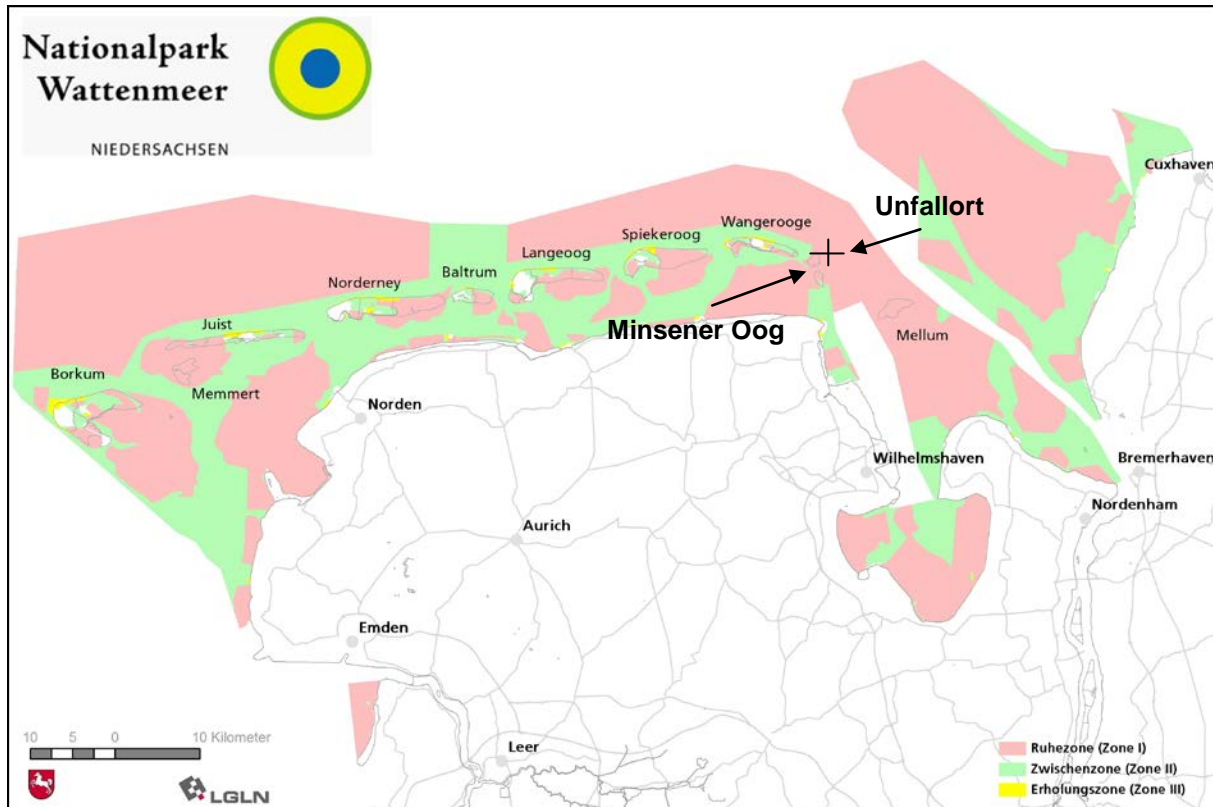 Nationalpark
Wattenmeer
NIEDERSACHSEN
Cuxhaven
Unfallort
Wangerooge
Spiekeroog
Langeoog
Baltrum
Norderney
Minsener Oog
Juist
Mellum
Borkum
Memmert
Norden
Wilhelmshaven
Bremerhaven
Nordenham
Aurich
Emden
10 5 0 10 Kilometer
Leer
LGLN
Ruhezone (Zone I)
Zwischenzone (Zone II)
Erholungszone (Zone III)